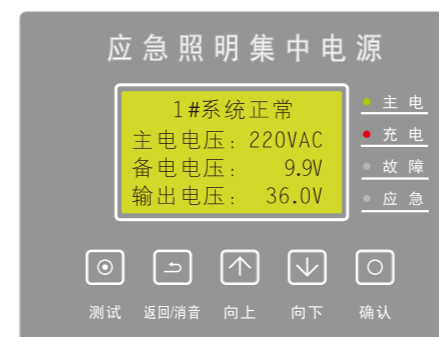 应急照明集中电源
1#系统正常
主电电压：220VAC
备电电压： 9.9V
输出电压： 36.0V
主电
充电
故障
应急
测试 返回/消音 向上 向下 确认